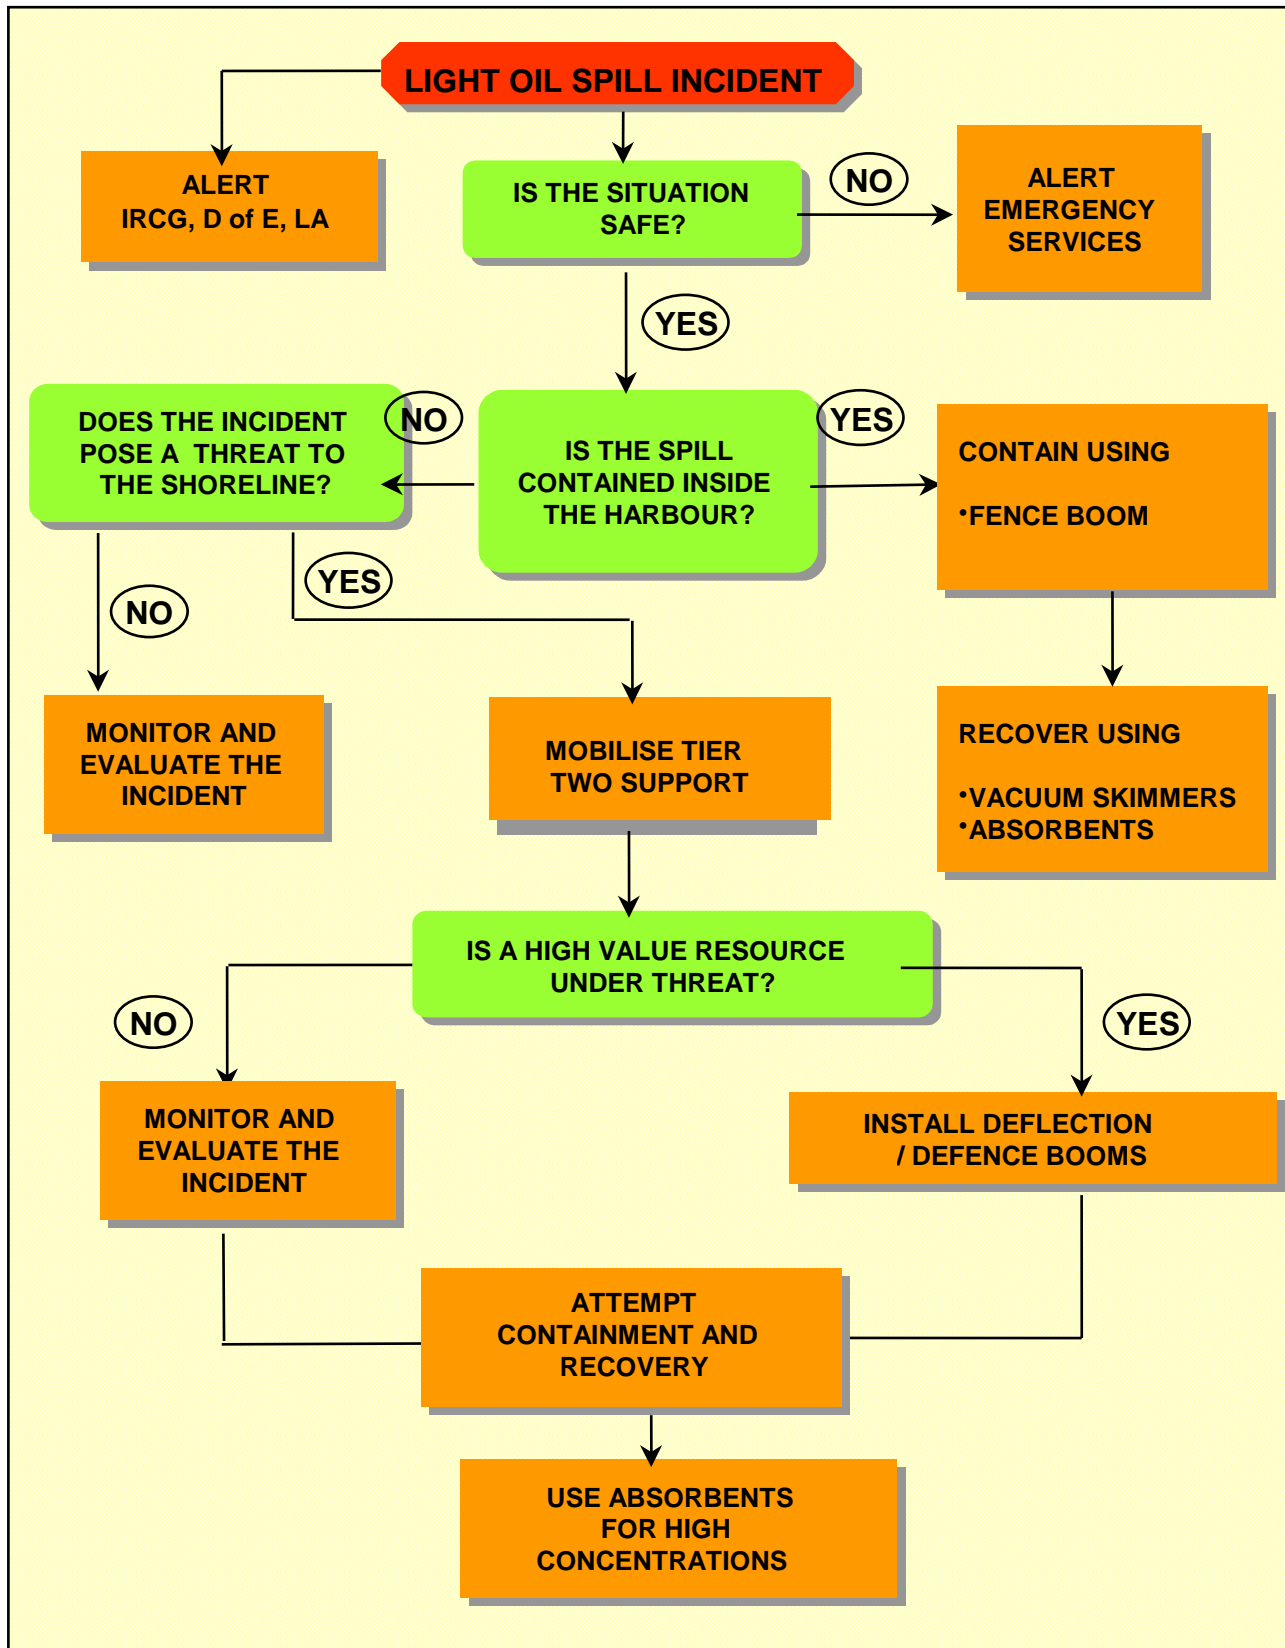 LIGHT OIL SPILL INCIDENT
ALERT
IRCG, D of E, LA
IS THE SITUATION
SAFE?
NO
ALERT
EMERGENCY
SERVICES
YES
DOES THE INCIDENT
POSE A THREAT TO
THE SHORELINE?
NO
IS THE SPILL
CONTAINED INSIDE
THE HARBOUR?
YES
CONTAIN USING
•FENCE BOOM
NO
YES
MONITOR AND
EVALUATE THE
INCIDENT
MOBILISE TIER
TWO SUPPORT
RECOVER USING
•VACUUM SKIMMERS
•ABSORBENTS
IS A HIGH VALUE RESOURCE
UNDER THREAT?
NO
YES
MONITOR AND
EVALUATE THE
INCIDENT
INSTALL DEFLECTION
/ DEFENCE BOOMS
ATTEMPT
CONTAINMENT AND
RECOVERY
USE ABSORBENTS
FOR HIGH
CONCENTRATIONS